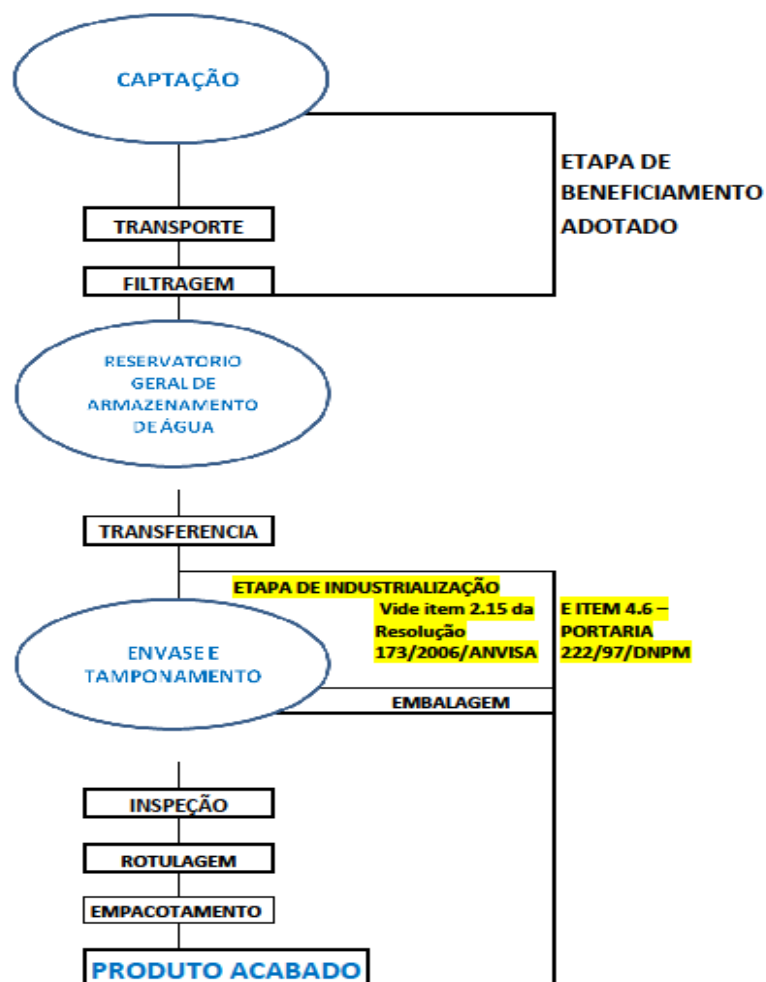 CAPTAÇÃO
ETAPA DE
BENEFICIAMENTO
ADOTADO
TRANSPORTE
FILTRAGEM
RESERVATORIO
GERAL DE
ARMAZENAMENTO
DE ÁGUA
TRANSFERENCIA
ETAPA DE INDUSTRIALIZAÇÃO
Vide item 2.15 da
Resolução
173/2006/ANVISA
E ITEM 4.6 –
PORTARIA
222/97/DNPM
ENVASE E
TAMPONAMENTO
EMBALAGEM
INSPEÇÃO
ROTULAGEM
EMPACOTAMENTO
PRODUTO ACABADO